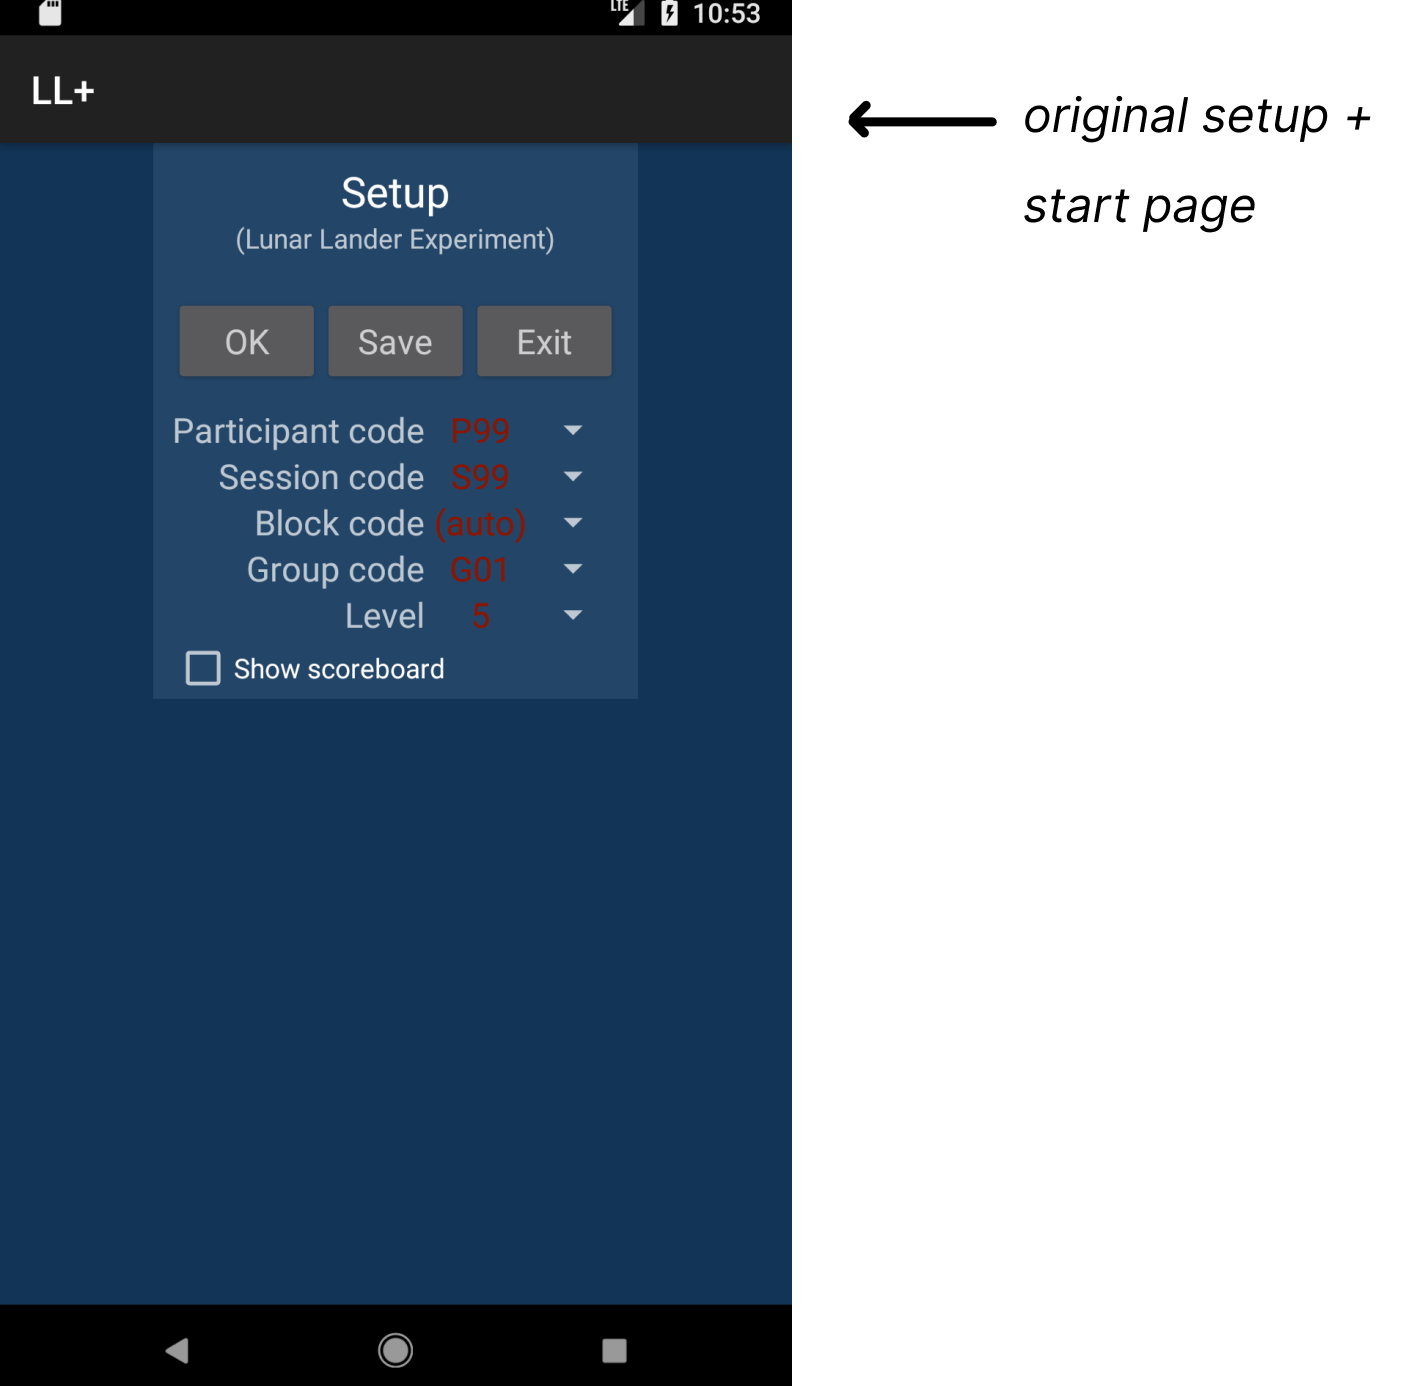 LTE 10:53
LL+
original setup +
start page
Setup
(Lunar Lander Experiment)
OK Save Exit
Participant code P99
Session code S99
Block code (auto)
Group code G01
Level 5
Show scoreboard